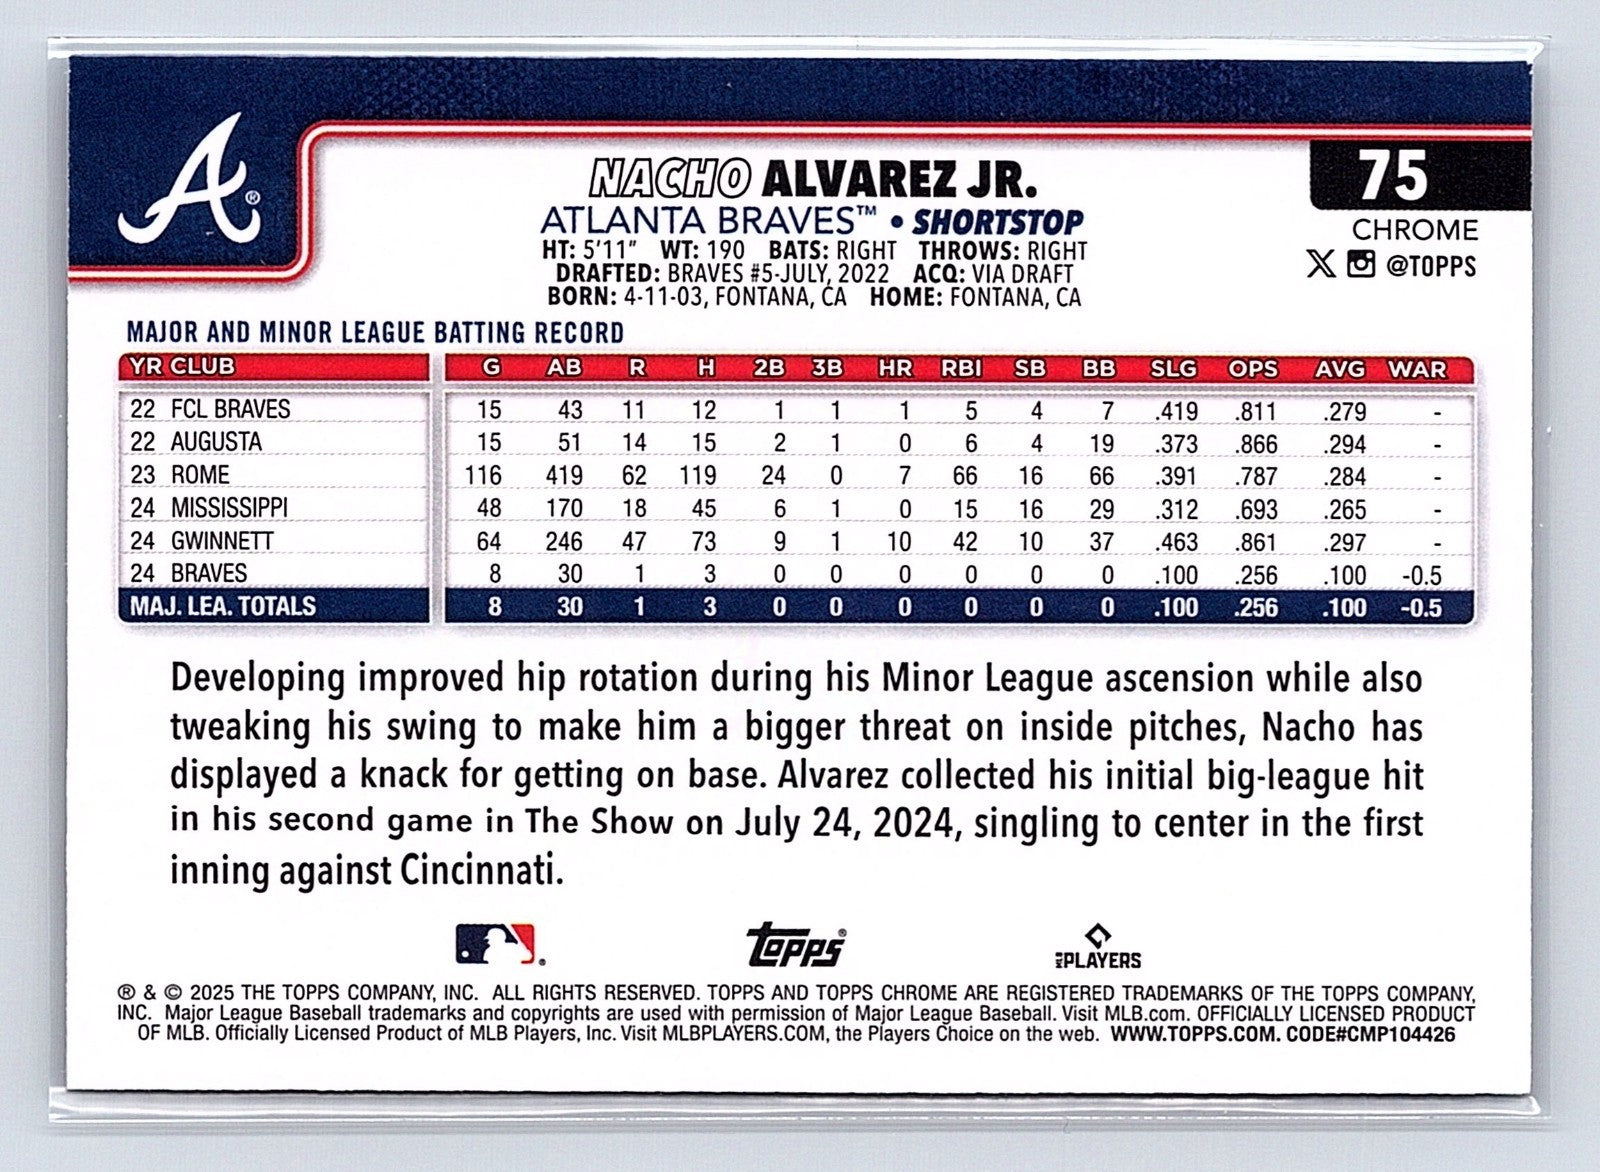 75
NACHO ALVAREZ JR.
ATLANTA BRAVES™ • SHORTSTOP
CHROME
HT: 5'11" WT: 190 BATS: RIGHT THROWS: RIGHT
@TOPPS
DRAFTED: BRAVES #5-JULY, 2022 ACQ: VIA DRAFT
BORN: 4-11-03, FONTANA, CA HOME: FONTANA, CA
MAJOR AND MINOR LEAGUE BATTING RECORD
YR CLUB G AB R H 2B 3B HR RBI SB BB SLG OPS AVG WAR
22 FCL BRAVES 15 43 11 12 1 1 1 5 4 7 .419 .811 .279 -
22 AUGUSTA 15 51 14 15 2 1 0 6 4 19 .373 .866 .294 -
23 ROME 116 419 62 119 24 0 7 66 16 66 .391 .787 .284 -
24 MISSISSIPPI 48 170 18 45 6 1 0 15 16 29 .312 .693 .265 -
24 GWINNETT 64 246 47 73 9 1 10 42 10 37 .463 .861 .297 -
24 BRAVES 8 30 1 3 0 0 0 0 0 0 .100 .256 .100 -0.5
MAJ. LEA. TOTALS 8 30 1 3 0 0 0 0 0 0 .100 .256 .100 -0.5
Developing improved hip rotation during his Minor League ascension while also
tweaking his swing to make him a bigger threat on inside pitches, Nacho has
displayed a knack for getting on base. Alvarez collected his initial big-league hit
in his second game in The Show on July 24, 2024, singling to center in the first
inning against Cincinnati.
Topps®
MLB PLAYERS
® & © 2025 THE TOPPS COMPANY, INC. ALL RIGHTS RESERVED. TOPPS AND TOPPS CHROME ARE REGISTERED TRADEMARKS OF THE TOPPS COMPANY,
INC. Major League Baseball trademarks and copyrights are used with permission of Major League Baseball. Visit MLB.com. OFFICIALLY LICENSED PRODUCT
OF MLB. Officially Licensed Product of MLB Players, Inc. Visit MLBPLAYERS.COM, the Players Choice on the web. WWW.TOPPS.COM. CODE#CMP104426